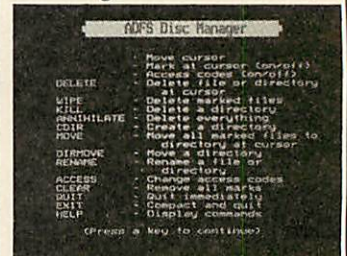 ADFS Disc Manager
: Move cursor
: Mark at cursor (on/off)
: Access codes (on/off)
DELETE : Delete file or directory
at cursor
WIPE : Delete marked files
KILL : Delete a directory
ANNIHILATE : Delete everything
CDIR : Create a directory
MOVE : Move all marked files to
directory at cursor
DIRMOVE : Move a directory
RENAME : Rename a file or
directory
ACCESS : Change access codes
CLEAR : Remove all marks
QUIT : Quit immediately
EXIT : Compact and quit
HELP : Display commands
(Press a key to continue)